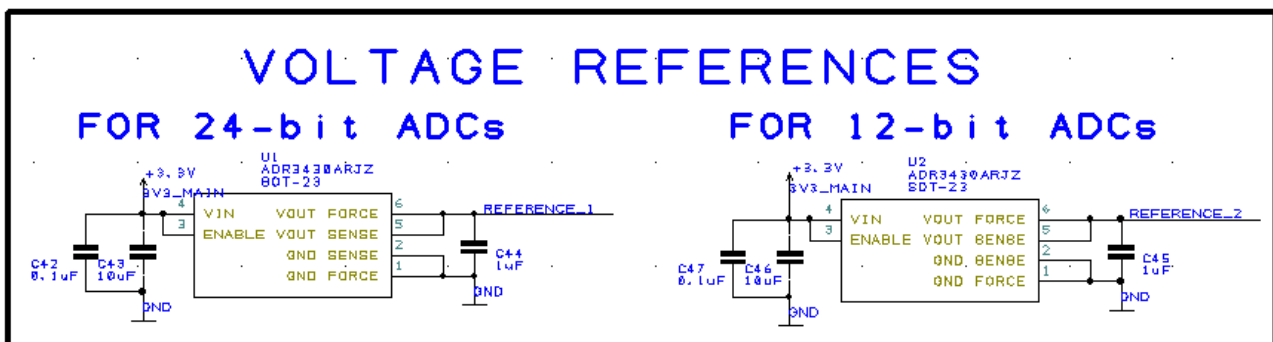 VOLTAGE REFERENCES
FOR 24-bit ADCs
FOR 12-bit ADCs
U1
ADR3430ARJZ
SOT-23
+3.3V
3V3_MAIN
4
VIN
VOUT FORCE
6
REFERENCE_1
3
ENABLE
VOUT SENSE
5
GND SENSE
2
GND FORCE
1
C42
0.1uF
C43
10uF
C44
1uF
GND
GND
U2
ADR3430ARJZ
SOT-23
+3.3V
3V3_MAIN
4
VIN
VOUT FORCE
6
REFERENCE_2
3
ENABLE
VOUT SENSE
5
GND SENSE
2
GND FORCE
1
C47
0.1uF
C46
10uF
C45
1uF
GND
GND